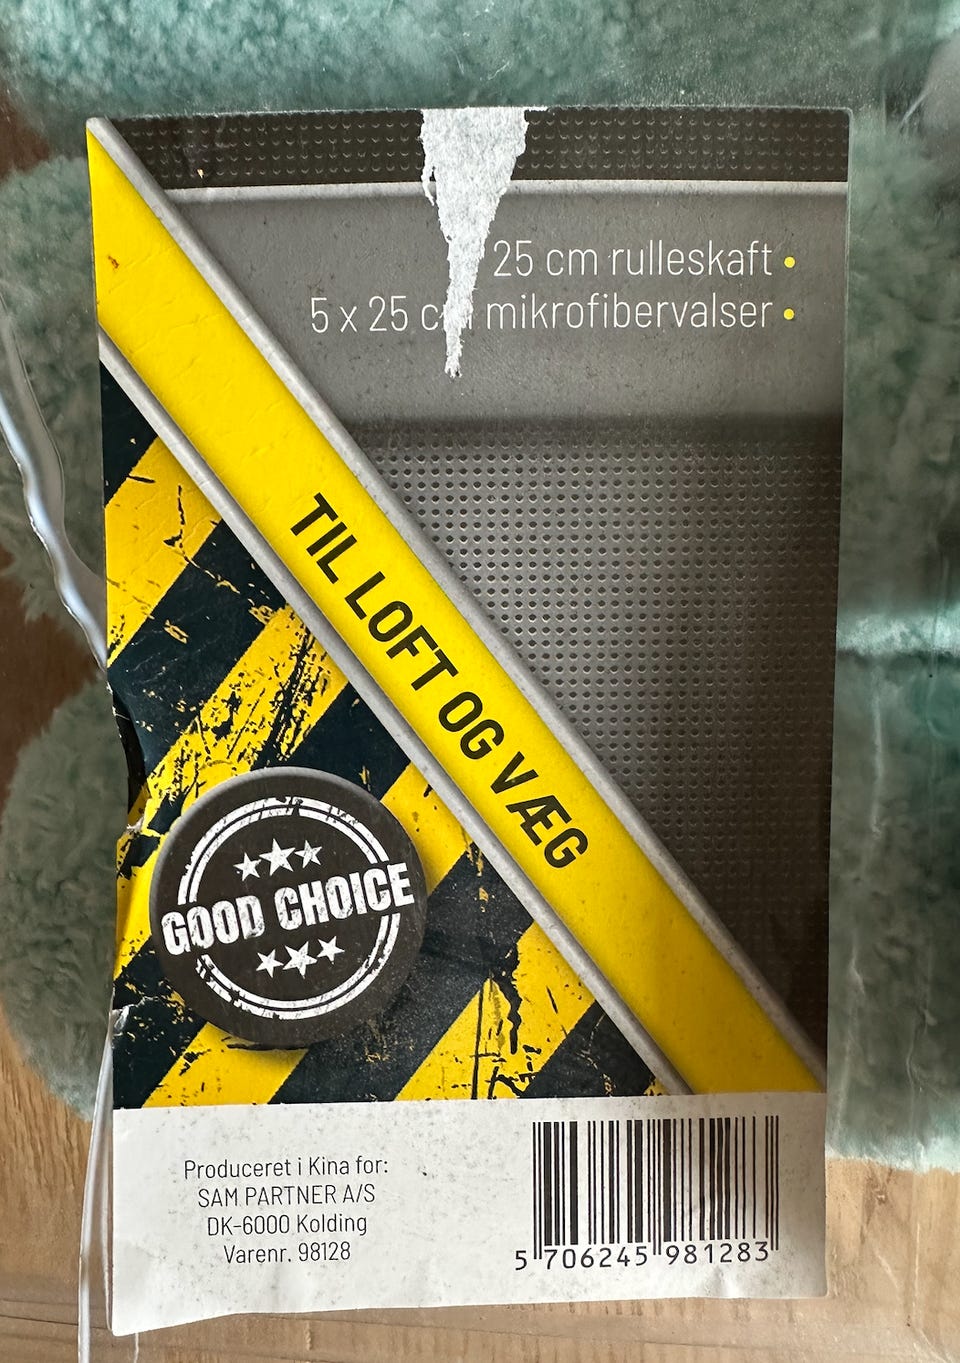 25 cm rulleskaft •
5 x 25 cm mikrofibervalser •
TIL LOFT OG VÆG
GOOD CHOICE
Produceret i Kina for:
SAM PARTNER A/S
DK-6000 Kolding
Varenr. 98128
5 706245 981283